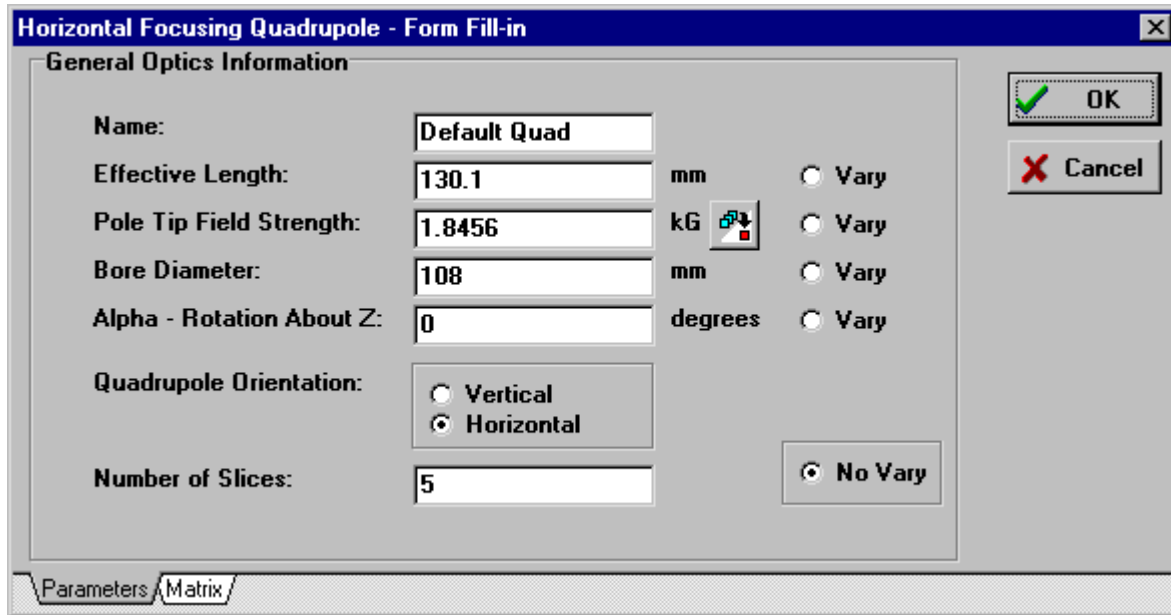 Horizontal Focusing Quadrupole - Form Fill-in
General Optics Information
OK
Cancel
Name: Default Quad
Effective Length: 130.1 mm Vary
Pole Tip Field Strength: 1.8456 kG Vary
Bore Diameter: 108 mm Vary
Alpha - Rotation About Z: 0 degrees Vary
Quadrupole Orientation:
Vertical
Horizontal
Number of Slices: 5 No Vary
Parameters Matrix